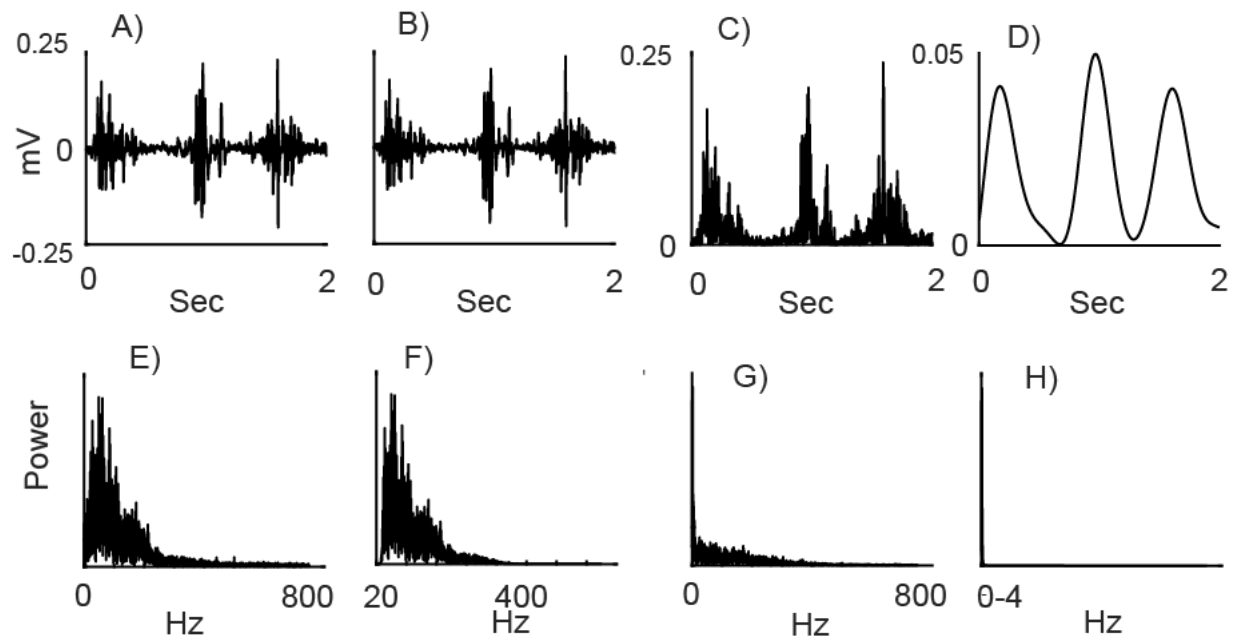 A) B) C) D)
0.25 0.25 0.05
mV 0 0 0
-0.25
0 2 0 2 0 2 0 2
Sec Sec Sec Sec
E) F) G) H)
Power
0 800 20 400 0 800 0-4
Hz Hz Hz Hz